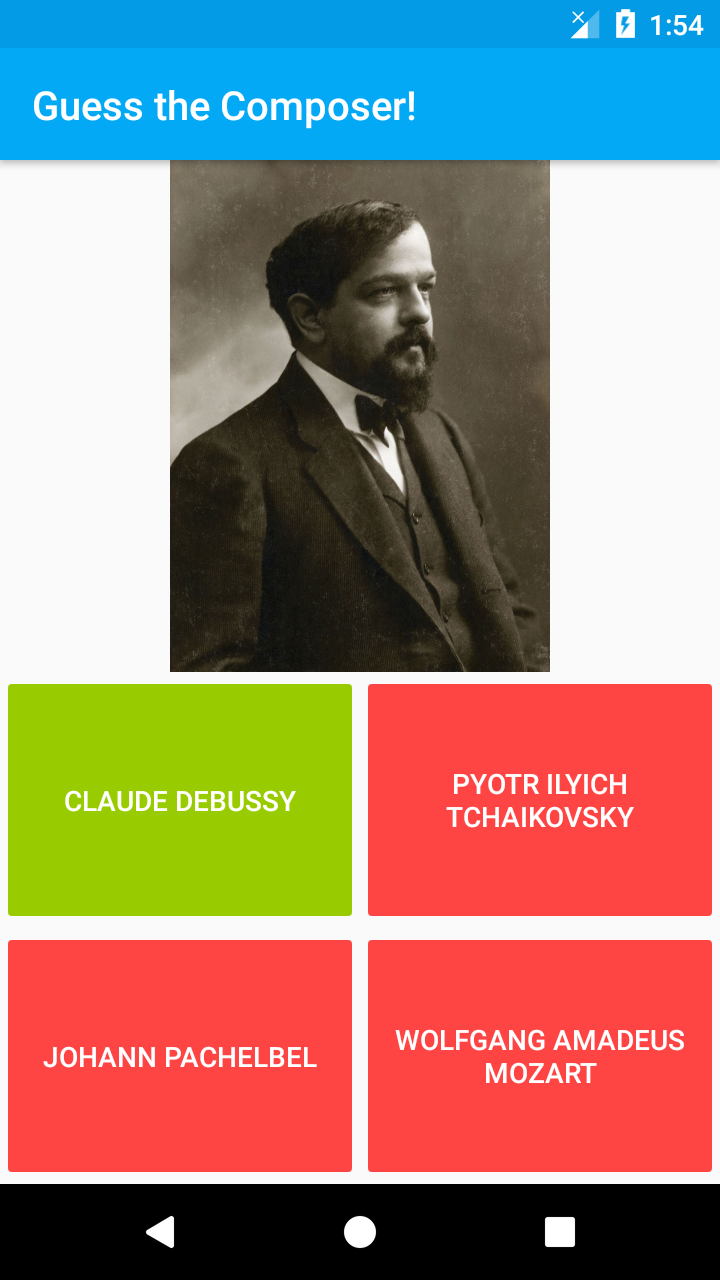 1:54
Guess the Composer!
CLAUDE DEBUSSY
PYOTR ILYICH
TCHAIKOVSKY
JOHANN PACHELBEL
WOLFGANG AMADEUS
MOZART